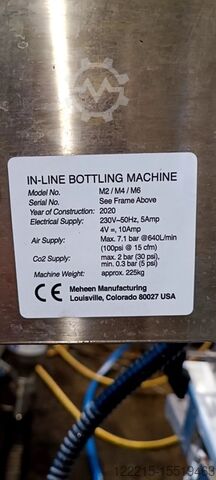 IN-LINE BOTTLING MACHINE
Model No. M2 / M4 / M6
Serial No. See Frame Above
Year of Construction: 2020
Electrical Supply: 230V~50Hz, 5Amp
4V ⎓, 10Amp
Air Supply: Max. 7.1 bar @640L/min
(100psi @ 15 cfm)
Co2 Supply: max. 2 bar (30 psi),
min. 0.3 bar (5 psi)
Machine Weight: approx. 225kg
CE Meheen Manufacturing
Louisville, Colorado 80027 USA
122215-15519463